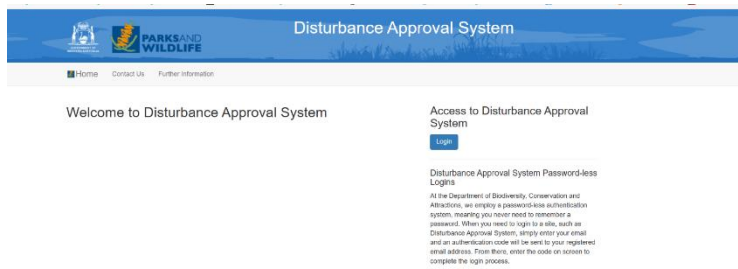 Disturbance Approval System
PARKS AND
WILDLIFE
Home Contact Us Further Information
Welcome to Disturbance Approval System
Access to Disturbance Approval
System
Login
Disturbance Approval System Password-less
Logins
At the Department of Biodiversity, Conservation and
Attractions, we employ a password-less authentication
system, meaning you never need to remember a
password. When you need to login to a site, such as
Disturbance Approval System, simply enter your email
and an authentication code will be sent to your registered
email address. From there, enter the code on screen to
complete the login process.